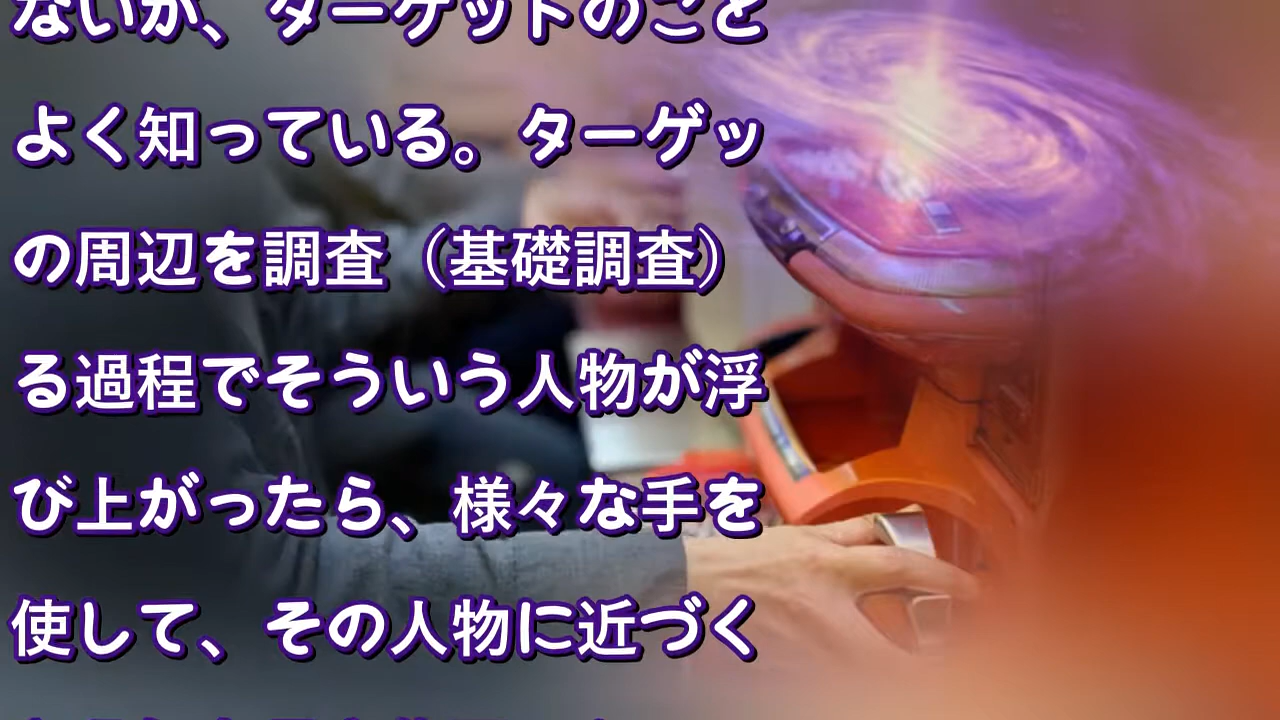 ないが、ターゲットのこと
よく知っている。ターゲッ
の周辺を調査（基礎調査）
る過程でそういう人物が浮
び上がったら、様々な手を
使して、その人物に近づく